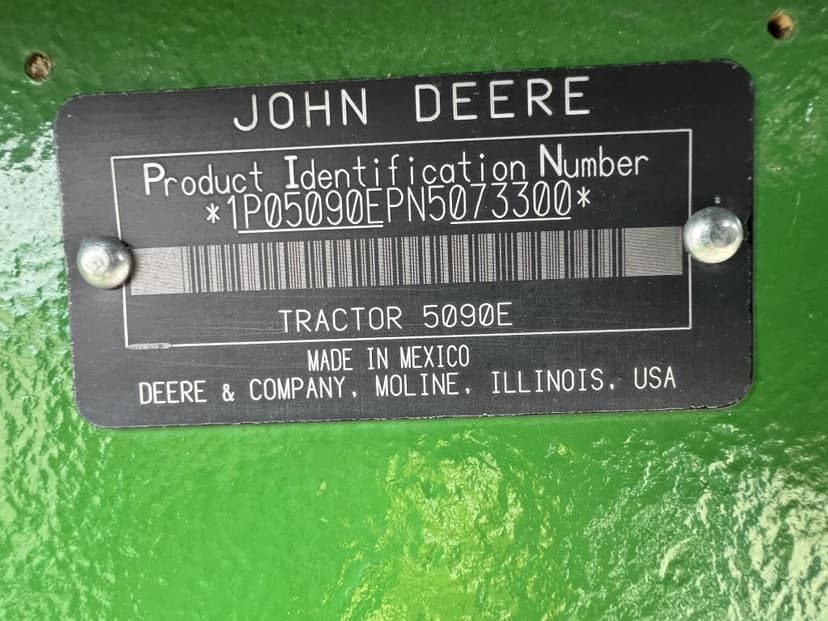 JOHN DEERE
Product Identification Number
*1P05090EPN5073300*
TRACTOR 5090E
MADE IN MEXICO
DEERE & COMPANY, MOLINE, ILLINOIS, USA